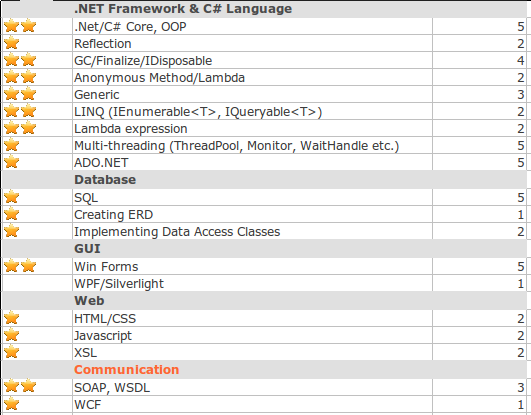 .NET Framework & C# Language
.Net/C# Core, OOP 5
Reflection 2
GC/Finalize/IDisposable 4
Anonymous Method/Lambda 2
Generic 3
LINQ (IEnumerable<T>, IQueryable<T>) 2
Lambda expression 2
Multi-threading (ThreadPool, Monitor, WaitHandle etc.) 5
ADO.NET 5
Database
SQL 5
Creating ERD 1
Implementing Data Access Classes 2
GUI
Win Forms 5
WPF/Silverlight 1
Web
HTML/CSS 2
Javascript 2
XSL 2
Communication
SOAP, WSDL 3
WCF 1